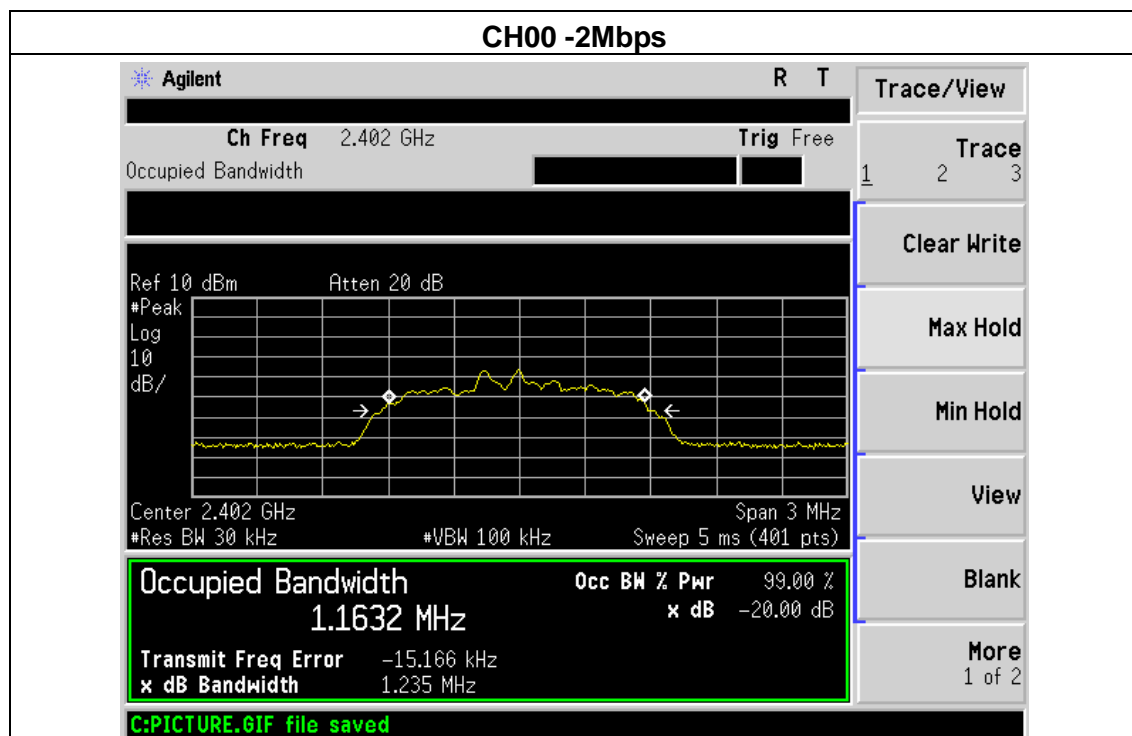 CH00 -2Mbps
Agilent
R T
Trace/View
Ch Freq 2.402 GHz
Trig Free
Occupied Bandwidth
Trace
1 2 3
Clear Write
Max Hold
Min Hold
View
Blank
More
1 of 2
Ref 10 dBm Atten 20 dB
#Peak
Log
10
dB/
Center 2.402 GHz Span 3 MHz
#Res BW 30 kHz #VBW 100 kHz Sweep 5 ms (401 pts)
Occupied Bandwidth
1.1632 MHz
Occ BW % Pwr 99.00 %
x dB -20.00 dB
Transmit Freq Error -15.166 kHz
x dB Bandwidth 1.235 MHz
C:PICTURE.GIF file saved